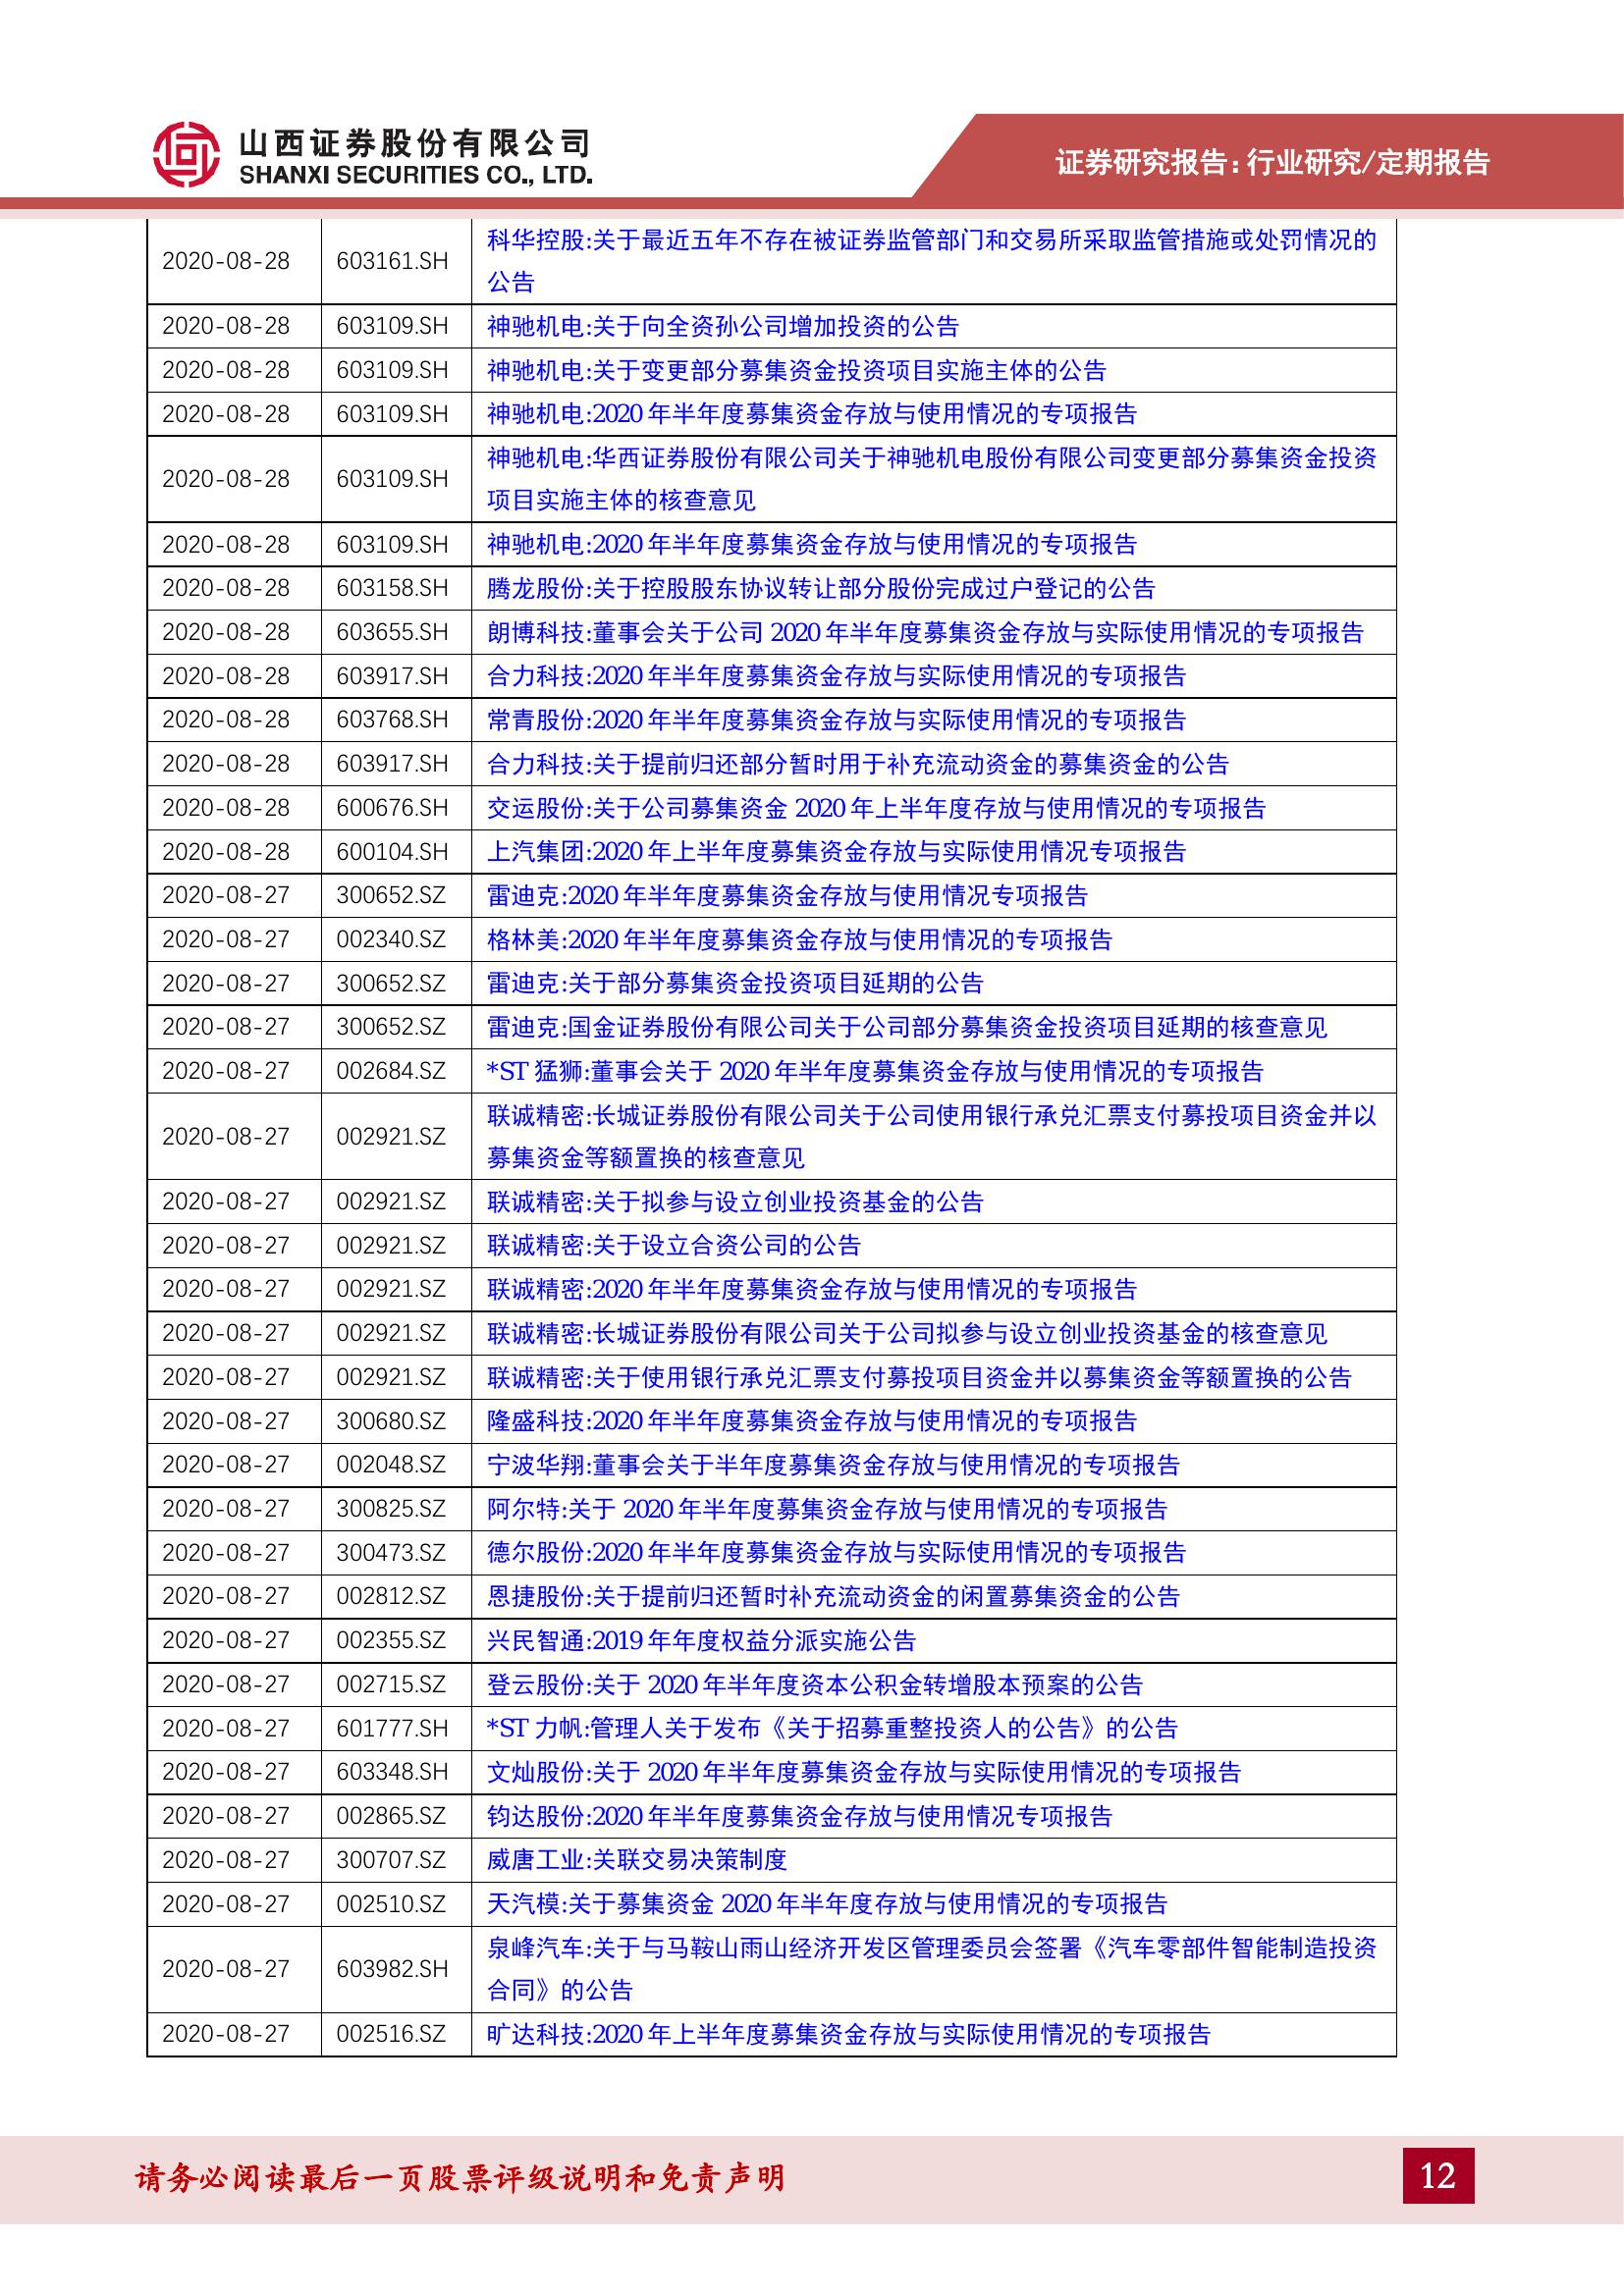 山西证券股份有限公司
SHANXI SECURITIES CO., LTD.
证券研究报告：行业研究/定期报告
2020-08-28 603161.SH 科华控股:关于最近五年不存在被证券监管部门和交易所采取监管措施或处罚情况的
公告
2020-08-28 603109.SH 神驰机电:关于向全资孙公司增加投资的公告
2020-08-28 603109.SH 神驰机电:关于变更部分募集资金投资项目实施主体的公告
2020-08-28 603109.SH 神驰机电:2020 年半年度募集资金存放与使用情况的专项报告
2020-08-28 603109.SH 神驰机电:华西证券股份有限公司关于神驰机电股份有限公司变更部分募集资金投资
项目实施主体的核查意见
2020-08-28 603109.SH 神驰机电:2020 年半年度募集资金存放与使用情况的专项报告
2020-08-28 603158.SH 腾龙股份:关于控股股东协议转让部分股份完成过户登记的公告
2020-08-28 603655.SH 朗博科技:董事会关于公司 2020 年半年度募集资金存放与实际使用情况的专项报告
2020-08-28 603917.SH 合力科技:2020 年半年度募集资金存放与实际使用情况的专项报告
2020-08-28 603768.SH 常青股份:2020 年半年度募集资金存放与实际使用情况的专项报告
2020-08-28 603917.SH 合力科技:关于提前归还部分暂时用于补充流动资金的募集资金的公告
2020-08-28 600676.SH 交运股份:关于公司募集资金 2020 年上半年度存放与使用情况的专项报告
2020-08-28 600104.SH 上汽集团:2020 年上半年度募集资金存放与实际使用情况专项报告
2020-08-27 300652.SZ 雷迪克:2020 年半年度募集资金存放与使用情况专项报告
2020-08-27 002340.SZ 格林美:2020 年半年度募集资金存放与使用情况的专项报告
2020-08-27 300652.SZ 雷迪克:关于部分募集资金投资项目延期的公告
2020-08-27 300652.SZ 雷迪克:国金证券股份有限公司关于公司部分募集资金投资项目延期的核查意见
2020-08-27 002684.SZ *ST 猛狮:董事会关于 2020 年半年度募集资金存放与使用情况的专项报告
2020-08-27 002921.SZ 联诚精密:长城证券股份有限公司关于公司使用银行承兑汇票支付募投项目资金并以
募集资金等额置换的核查意见
2020-08-27 002921.SZ 联诚精密:关于拟参与设立创业投资基金的公告
2020-08-27 002921.SZ 联诚精密:关于设立合资公司的公告
2020-08-27 002921.SZ 联诚精密:2020 年半年度募集资金存放与使用情况的专项报告
2020-08-27 002921.SZ 联诚精密:长城证券股份有限公司关于公司拟参与设立创业投资基金的核查意见
2020-08-27 002921.SZ 联诚精密:关于使用银行承兑汇票支付募投项目资金并以募集资金等额置换的公告
2020-08-27 300680.SZ 隆盛科技:2020 年半年度募集资金存放与使用情况的专项报告
2020-08-27 002048.SZ 宁波华翔:董事会关于半年度募集资金存放与使用情况的专项报告
2020-08-27 300825.SZ 阿尔特:关于 2020 年半年度募集资金存放与使用情况的专项报告
2020-08-27 300473.SZ 德尔股份:2020 年半年度募集资金存放与实际使用情况的专项报告
2020-08-27 002812.SZ 恩捷股份:关于提前归还暂时补充流动资金的闲置募集资金的公告
2020-08-27 002355.SZ 兴民智通:2019 年年度权益分派实施公告
2020-08-27 002715.SZ 登云股份:关于 2020 年半年度资本公积金转增股本预案的公告
2020-08-27 601777.SH *ST 力帆:管理人关于发布《关于招募重整投资人的公告》的公告
2020-08-27 603348.SH 文灿股份:关于 2020 年半年度募集资金存放与实际使用情况的专项报告
2020-08-27 002865.SZ 钧达股份:2020 年半年度募集资金存放与使用情况专项报告
2020-08-27 300707.SZ 威唐工业:关联交易决策制度
2020-08-27 002510.SZ 天汽模:关于募集资金 2020 年半年度存放与使用情况的专项报告
2020-08-27 603982.SH 泉峰汽车:关于与马鞍山雨山经济开发区管理委员会签署《汽车零部件智能制造投资
合同》的公告
2020-08-27 002516.SZ 旷达科技:2020 年上半年度募集资金存放与实际使用情况的专项报告
请务必阅读最后一页股票评级说明和免责声明
12